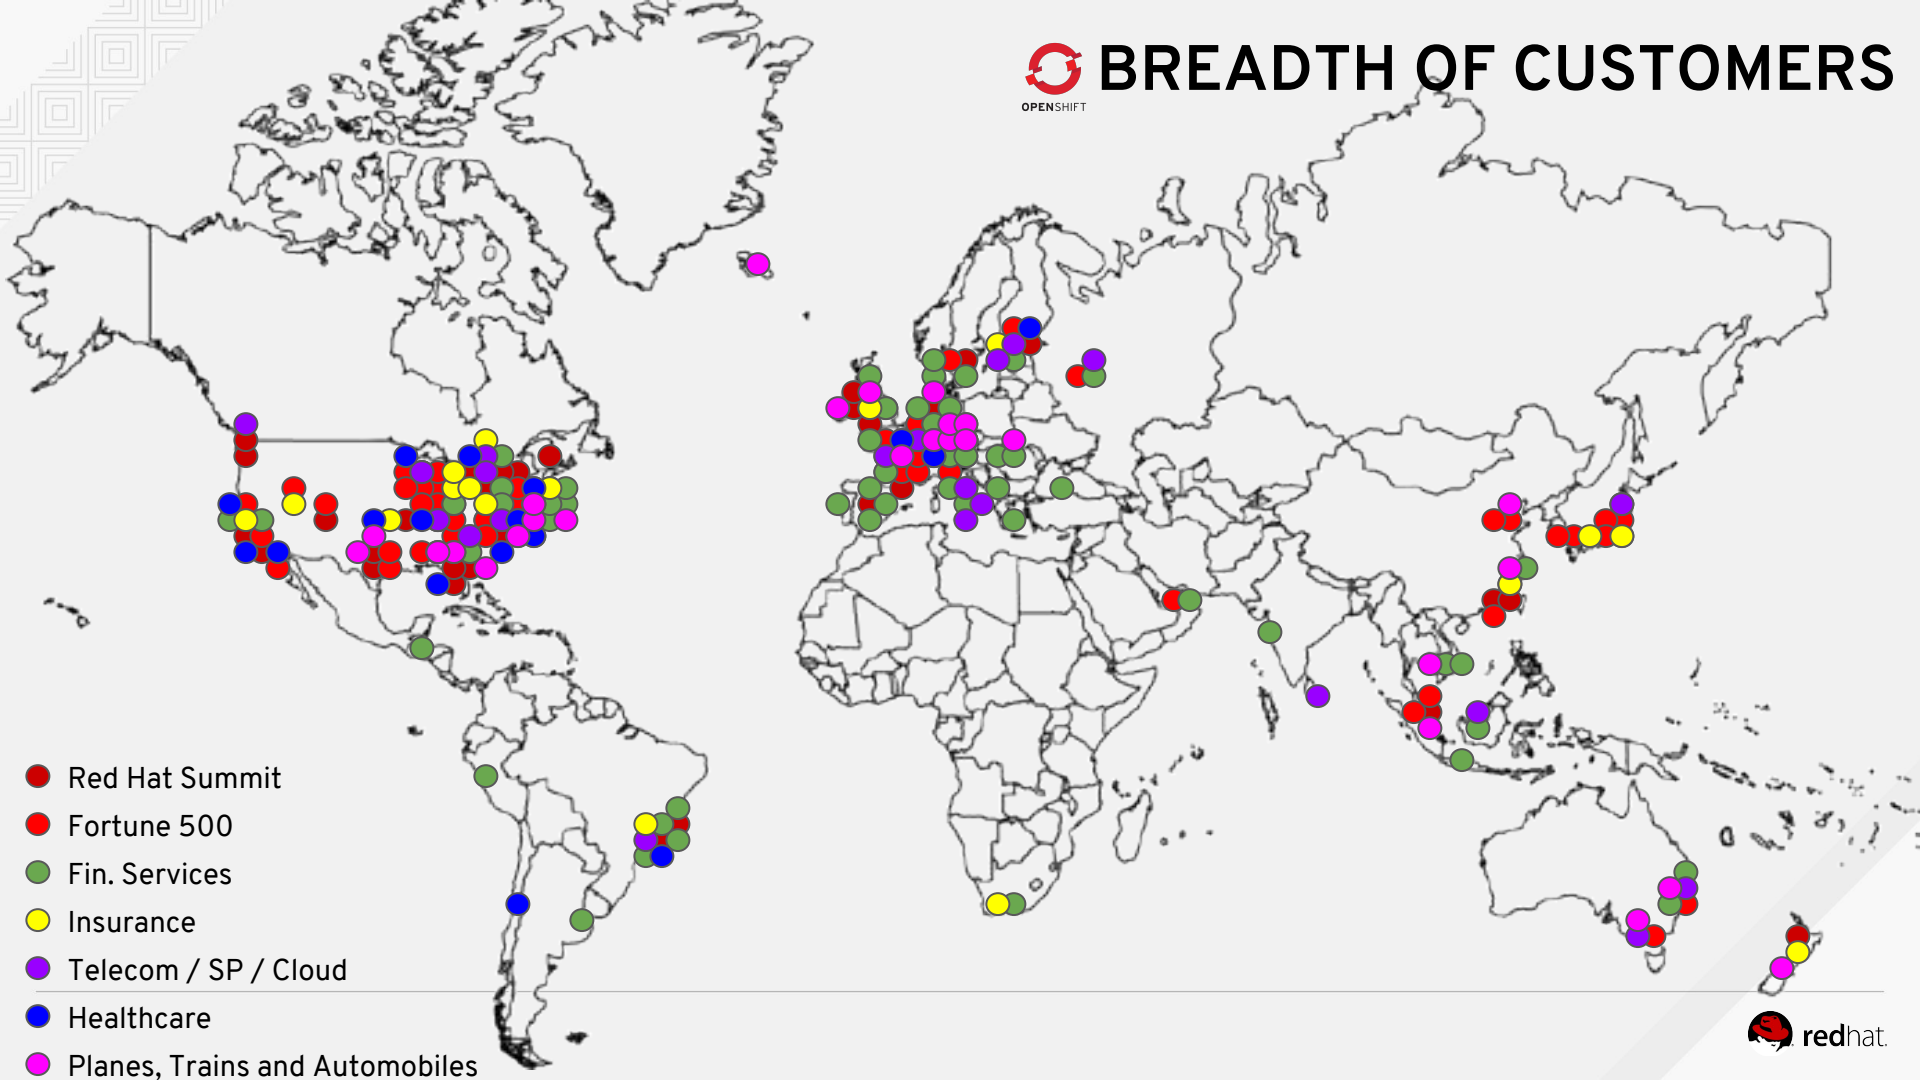 BREADTH OF CUSTOMERS
OPENSHIFT
Red Hat Summit
Fortune 500
Fin. Services
Insurance
Telecom / SP / Cloud
Healthcare
Planes, Trains and Automobiles
redhat.